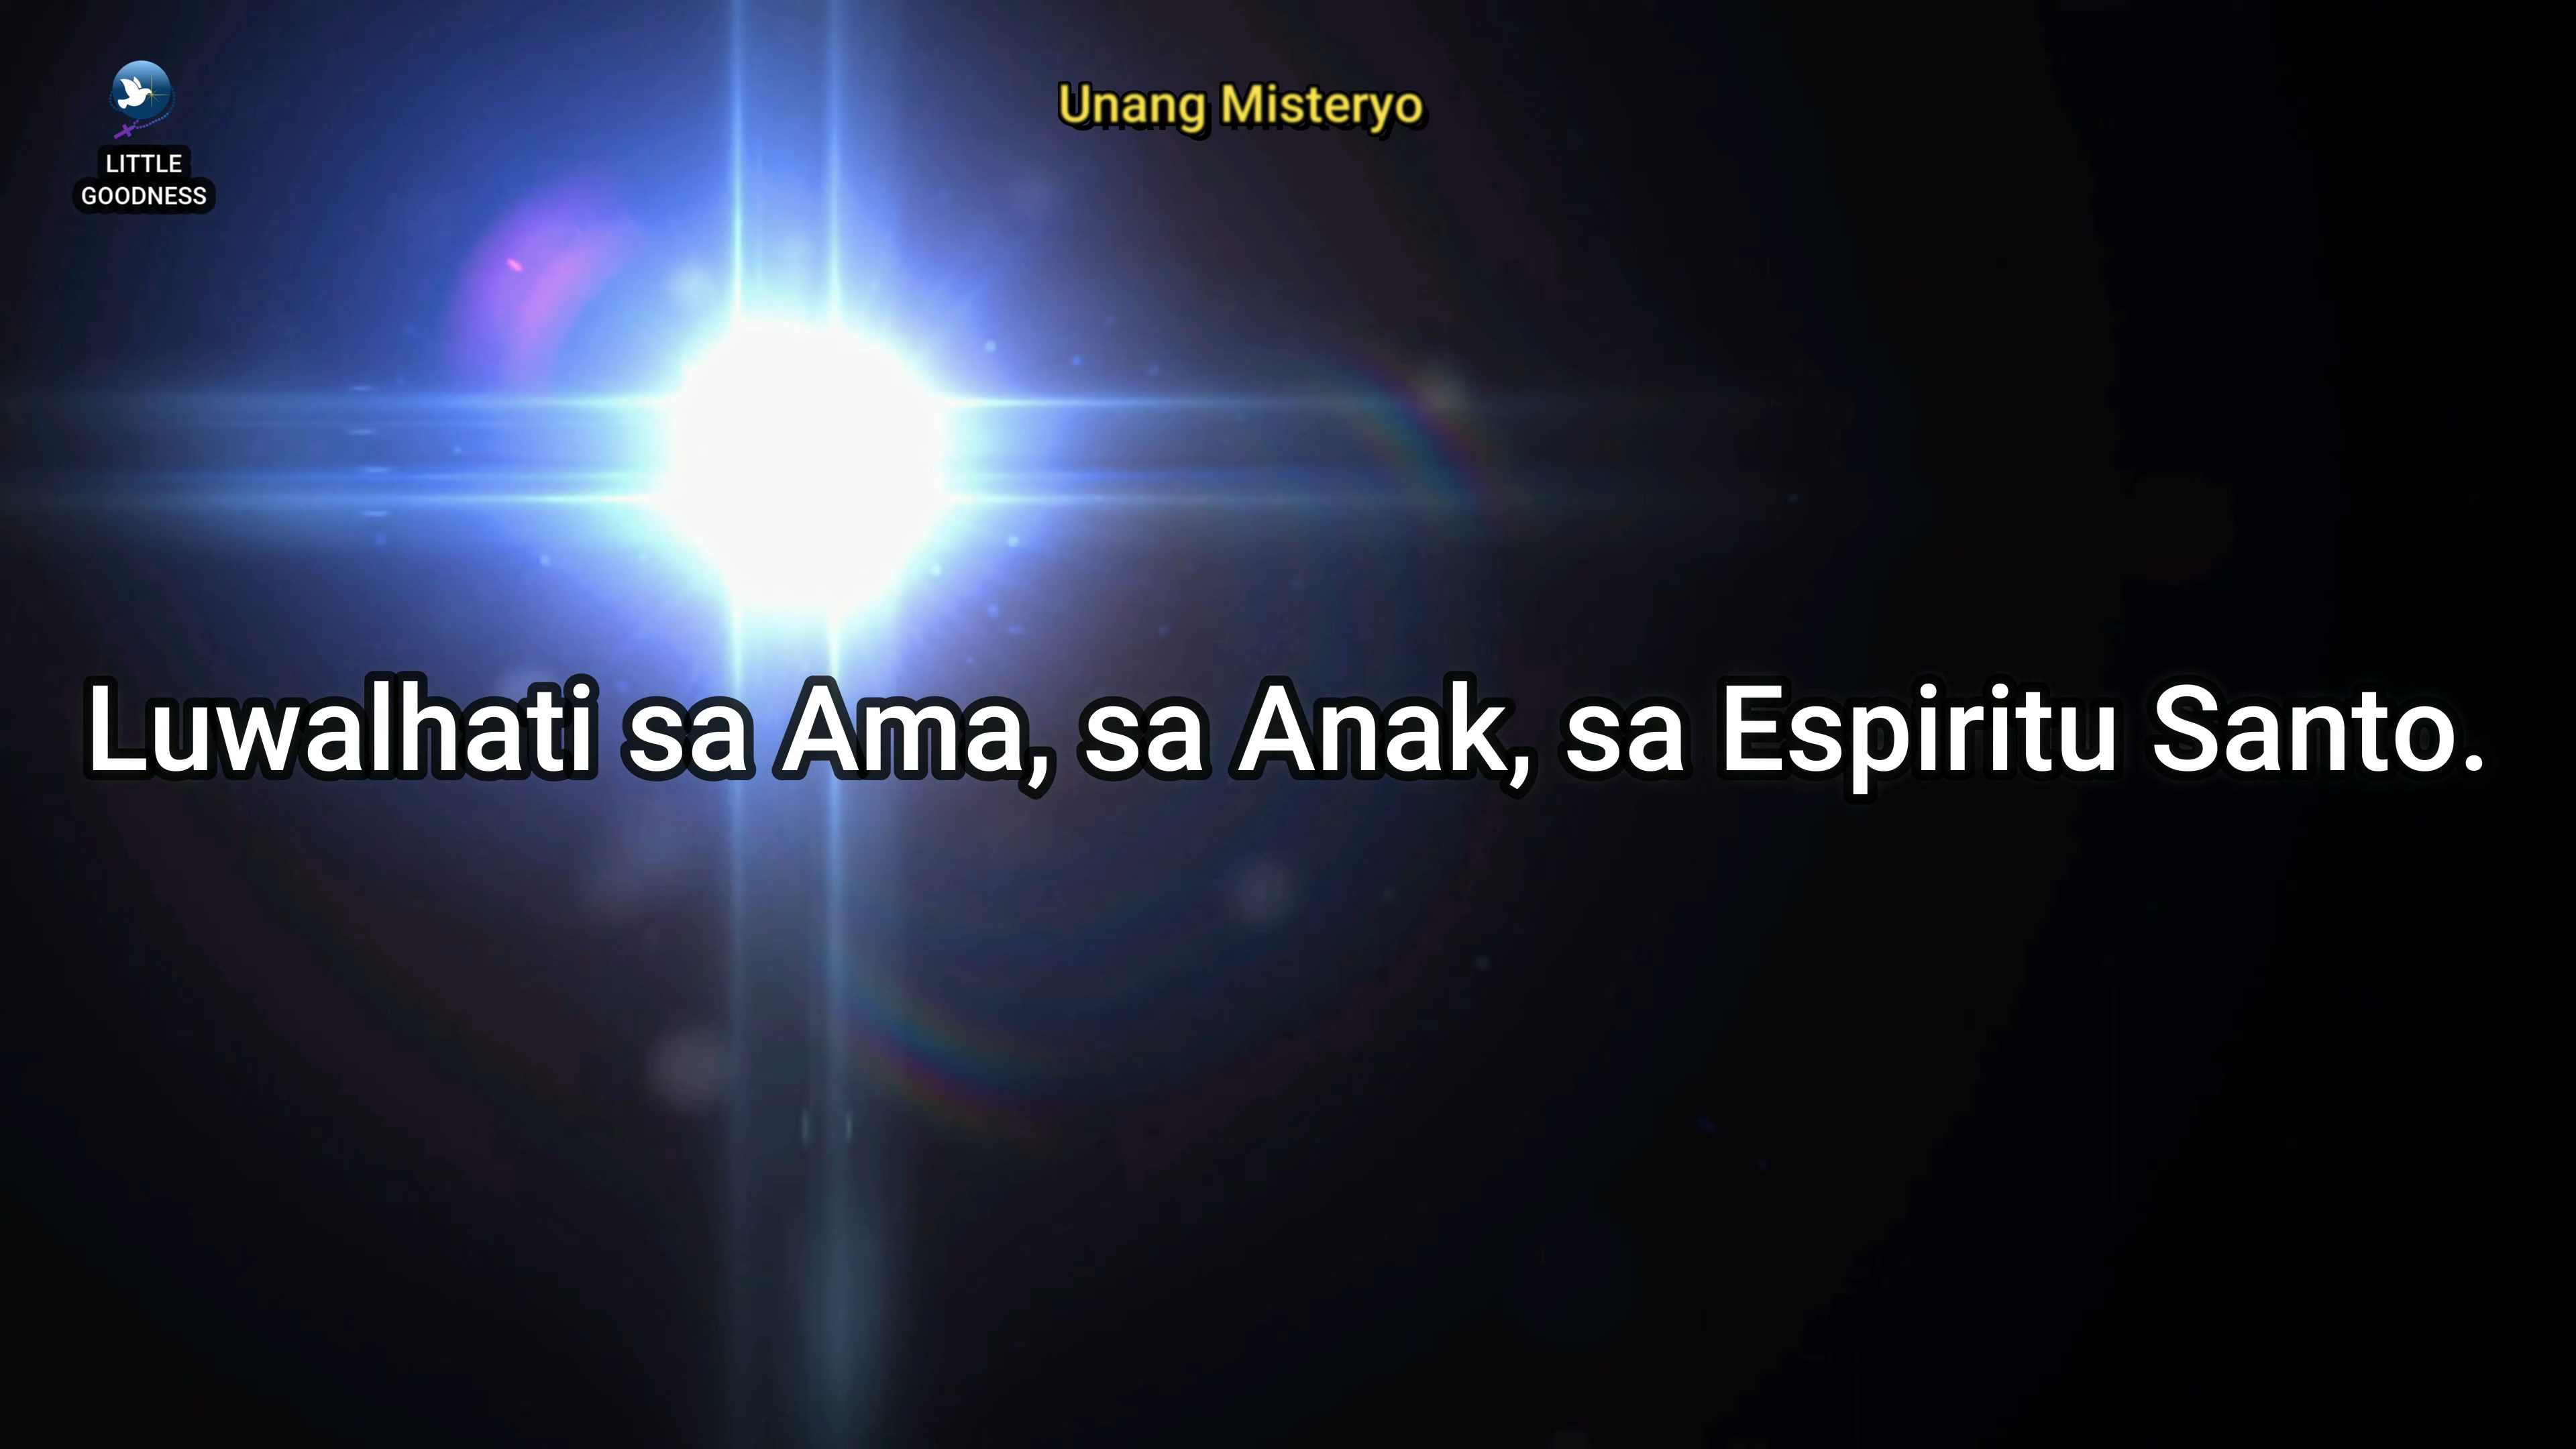 LITTLE
GOODNESS
Unang Misteryo
Luwalhati sa Ama, sa Anak, sa Espiritu Santo.